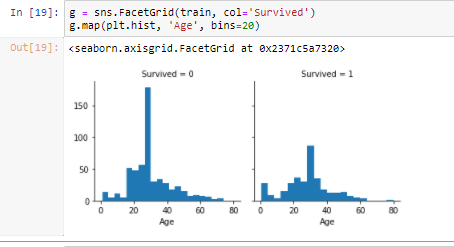 In [19]: g = sns.FacetGrid(train, col='Survived')
g.map(plt.hist, 'Age', bins=20)
Out[19]: <seaborn.axisgrid.FacetGrid at 0x2371c5a7320>
Survived = 0 Survived = 1
150
100
50
0
0 20 40 60 80 0 20 40 60 80
Age Age